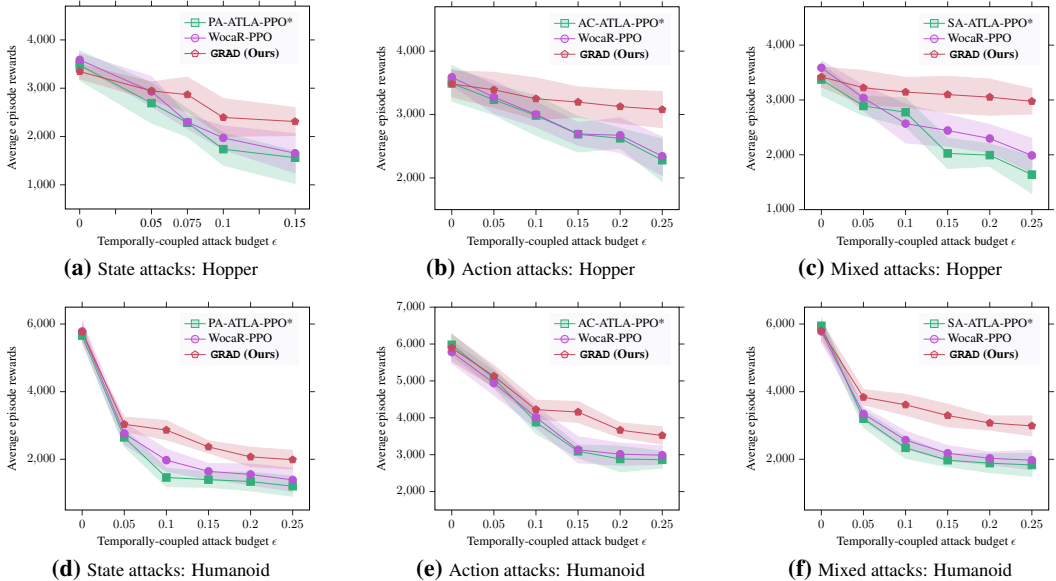 PA-ATLA-PPO*
WocaR-PPO
GRAD (Ours)
4,000
3,000
2,000
1,000
Average episode rewards
0
0.05
0.075
0.1
0.15
Temporally-coupled attack budget ϵ
(a) State attacks: Hopper
AC-ATLA-PPO*
WocaR-PPO
GRAD (Ours)
4,000
3,000
2,000
Average episode rewards
0
0.05
0.1
0.15
0.2
0.25
Temporally-coupled attack budget ϵ
(b) Action attacks: Hopper
SA-ATLA-PPO*
WocaR-PPO
GRAD (Ours)
4,000
3,000
2,000
1,000
Average episode rewards
0
0.05
0.1
0.15
0.2
0.25
Temporally-coupled attack budget ϵ
(c) Mixed attacks: Hopper
PA-ATLA-PPO*
WocaR-PPO
GRAD (Ours)
6,000
4,000
2,000
Average episode rewards
0
0.05
0.1
0.15
0.2
0.25
Temporally-coupled attack budget ϵ
(d) State attacks: Humanoid
AC-ATLA-PPO*
WocaR-PPO
GRAD (Ours)
7,000
6,000
5,000
4,000
3,000
2,000
Average episode rewards
0
0.05
0.1
0.15
0.2
0.25
Temporally-coupled attack budget ϵ
(e) Action attacks: Humanoid
SA-ATLA-PPO*
WocaR-PPO
GRAD (Ours)
6,000
4,000
2,000
Average episode rewards
0
0.05
0.1
0.15
0.2
0.25
Temporally-coupled attack budget ϵ
(f) Mixed attacks: Humanoid